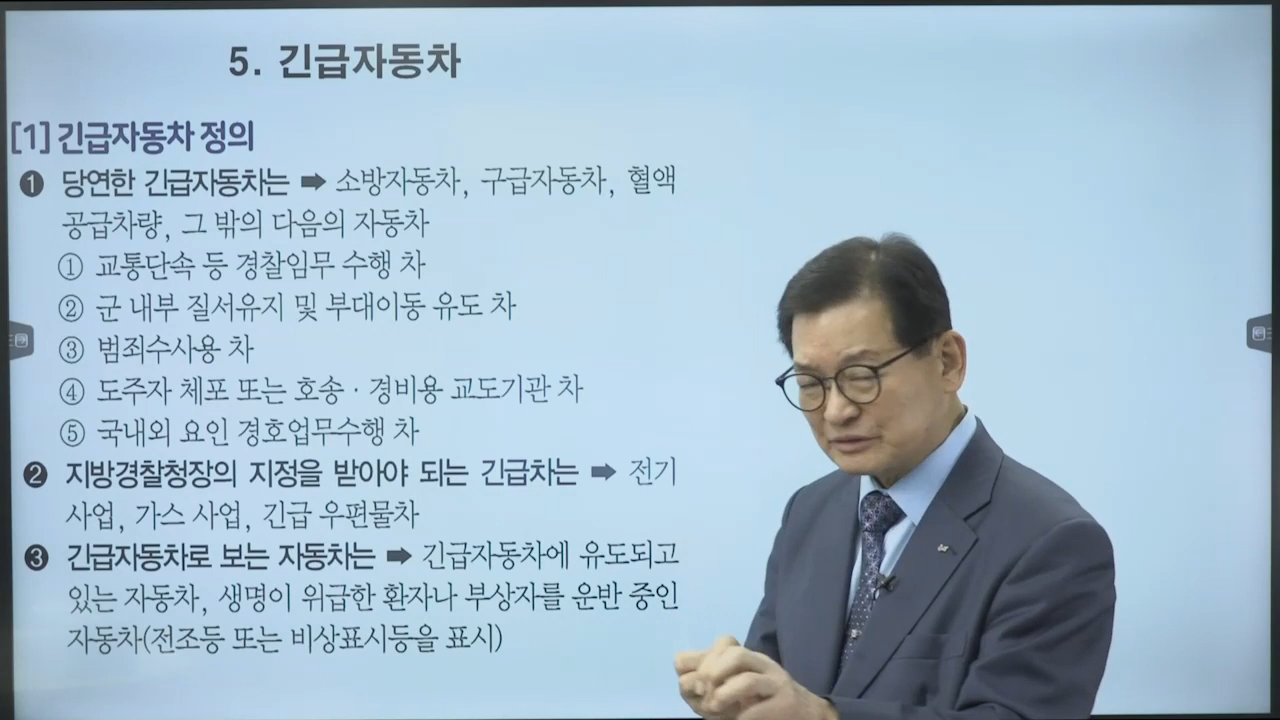 5. 긴급자동차
[1] 긴급자동차 정의
❶ 당연한 긴급자동차는 ➡ 소방자동차, 구급자동차, 혈액
공급차량, 그 밖의 다음의 자동차
① 교통단속 등 경찰임무 수행 차
② 군 내부 질서유지 및 부대이동 유도 차
③ 범죄수사용 차
④ 도주자 체포 또는 호송·경비용 교도기관 차
⑤ 국내외 요인 경호업무수행 차
❷ 지방경찰청장의 지정을 받아야 되는 긴급차는 ➡ 전기
사업, 가스 사업, 긴급 우편물차
❸ 긴급자동차로 보는 자동차는 ➡ 긴급자동차에 유도되고
있는 자동차, 생명이 위급한 환자나 부상자를 운반 중인
자동차(전조등 또는 비상표시등을 표시)